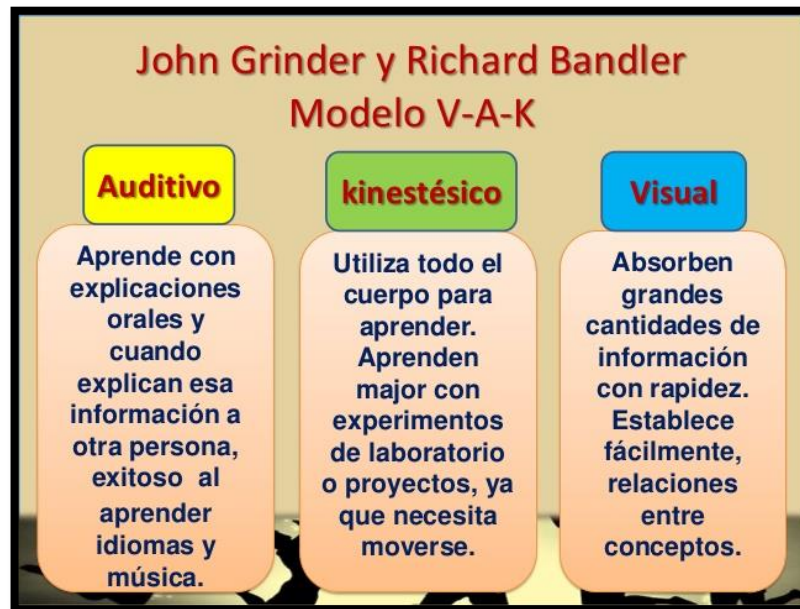 John Grinder y Richard Bandler
Modelo V-A-K
Auditivo
Aprende con
explicaciones
orales y
cuando
explican esa
información a
otra persona,
exitoso al
aprender
idiomas y
música.
kinestésico
Utiliza todo el
cuerpo para
aprender.
Aprenden
major con
experimentos
de laboratorio
o proyectos, ya
que necesita
moverse.
Visual
Absorben
grandes
cantidades de
información
con rapidez.
Establece
fácilmente,
relaciones
entre
conceptos.